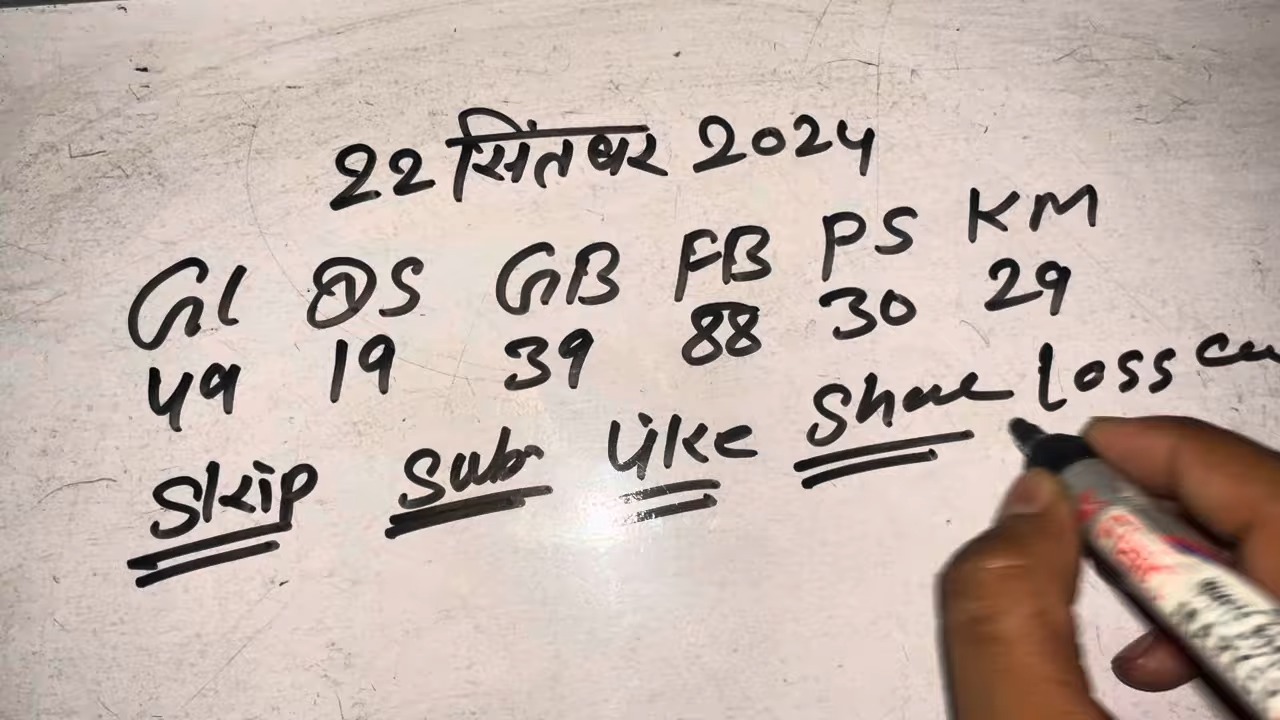 22 सितंबर 2024
GL DS GB FB PS KM
49 19 39 88 30 29
Skip Sub Like Share Loss